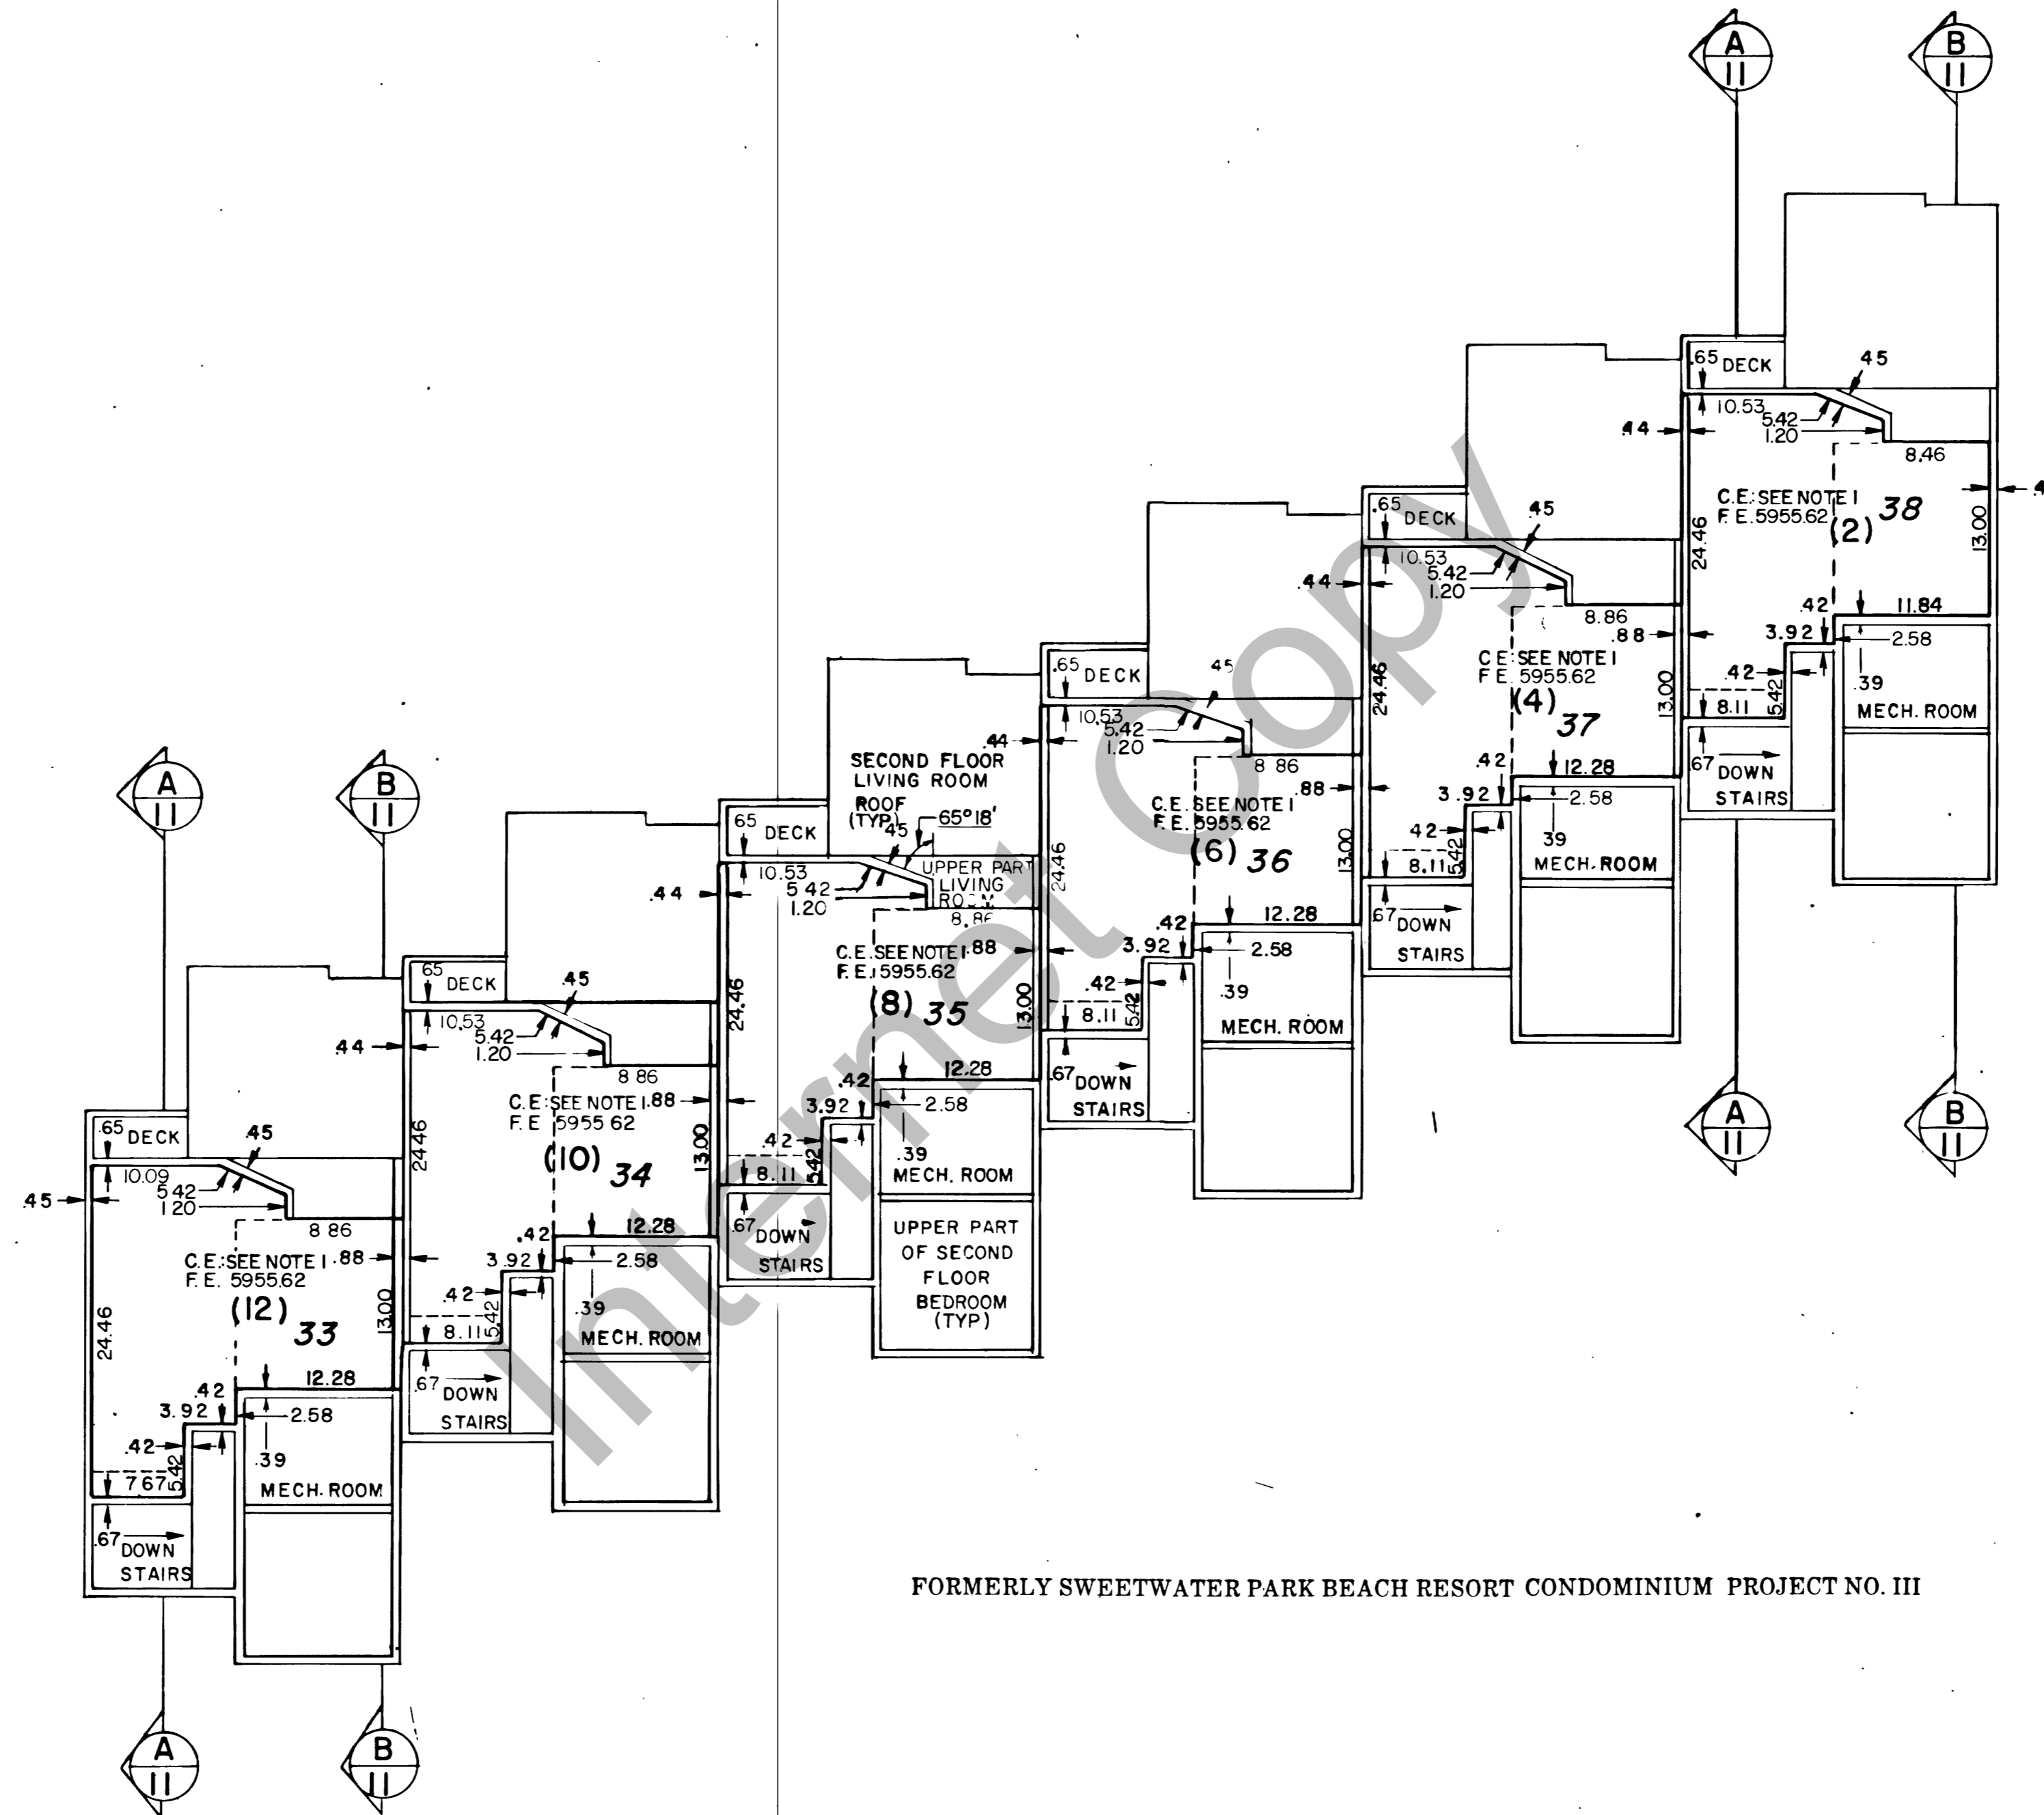 A
11
B
11
.65 DECK
.45
10.53
5.42
1.20
.44
8.46
C.E.: SEE NOTE 1
F.E. 5955.62
(2)
38
24.46
13.00
.42
11.84
3.92
2.58
.42
5.42
.39
8.11
MECH. ROOM
.67
DOWN
STAIRS
A
11
B
11
.65 DECK
.45
10.53
5.42
1.20
.44
8.86
.88
C E: SEE NOTE 1
F E. 5955.62
(4)
37
24.46
13.00
.42
12.28
3.92
2.58
.42
5.42
39
8.11
MECH. ROOM
.67
DOWN
STAIRS
.65 DECK
45
10.53
5.42
1.20
.44
8 86
.88
C.E. SEE NOTE 1
F.E. 5955.62
(6)
36
24.46
13.00
.42
12.28
3.92
2.58
.42
5.42
.39
8.11
MECH. ROOM
.67
DOWN
STAIRS
SECOND FLOOR
LIVING ROOM
ROOF
(TYP)
65°18'
65 DECK
45
UPPER PART
LIVING
ROOM
10.53
5 42
1.20
.44
8.86
C.E. SEE NOTE 1 .88
F.E. 5955.62
(8)
35
24.46
13.00
.42
12.28
3.92
2.58
.42
5.42
.39
8.11
MECH. ROOM
.67
DOWN
STAIRS
UPPER PART
OF SECOND
FLOOR
BEDROOM
(TYP)
65 DECK
.45
10.53
5.42
1.20
.44
8 86
C.E: SEE NOTE 1 .88
F. E 5955 62
(10)
34
24.46
13.00
.42
12.28
3.92
2.58
.42
5.42
.39
8.11
MECH. ROOM
.67
DOWN
STAIRS
A
11
B
11
.65 DECK
.45
10.09
5 42
1 20
.45
8 86
C.E.: SEE NOTE 1 .88
F. E. 5955.62
(12)
33
24.46
13.00
.42
12.28
3.92
2.58
.42
5.42
.39
7.67
MECH. ROOM
.67
DOWN
STAIRS
A
11
B
11
Internet Copy
FORMERLY SWEETWATER PARK BEACH RESORT CONDOMINIUM PROJECT NO. III